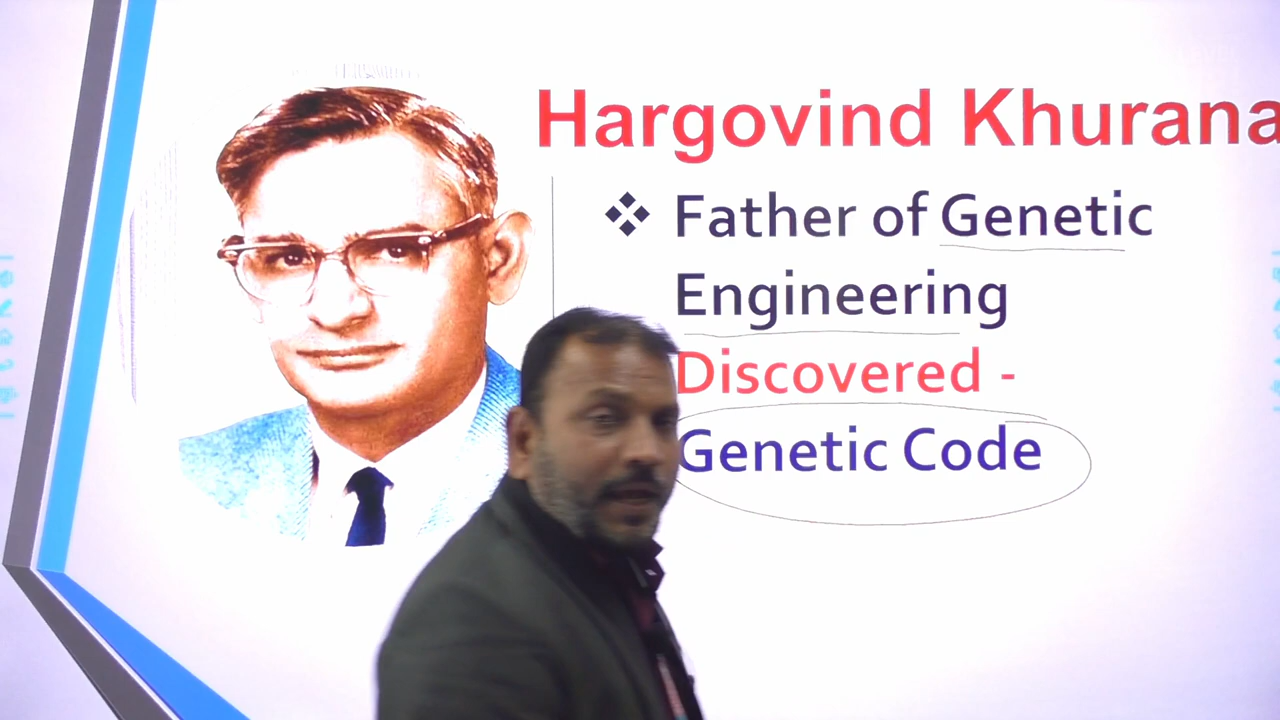 Hargovind Khurana
❖ Father of Genetic
Engineering
Discovered -
Genetic Code